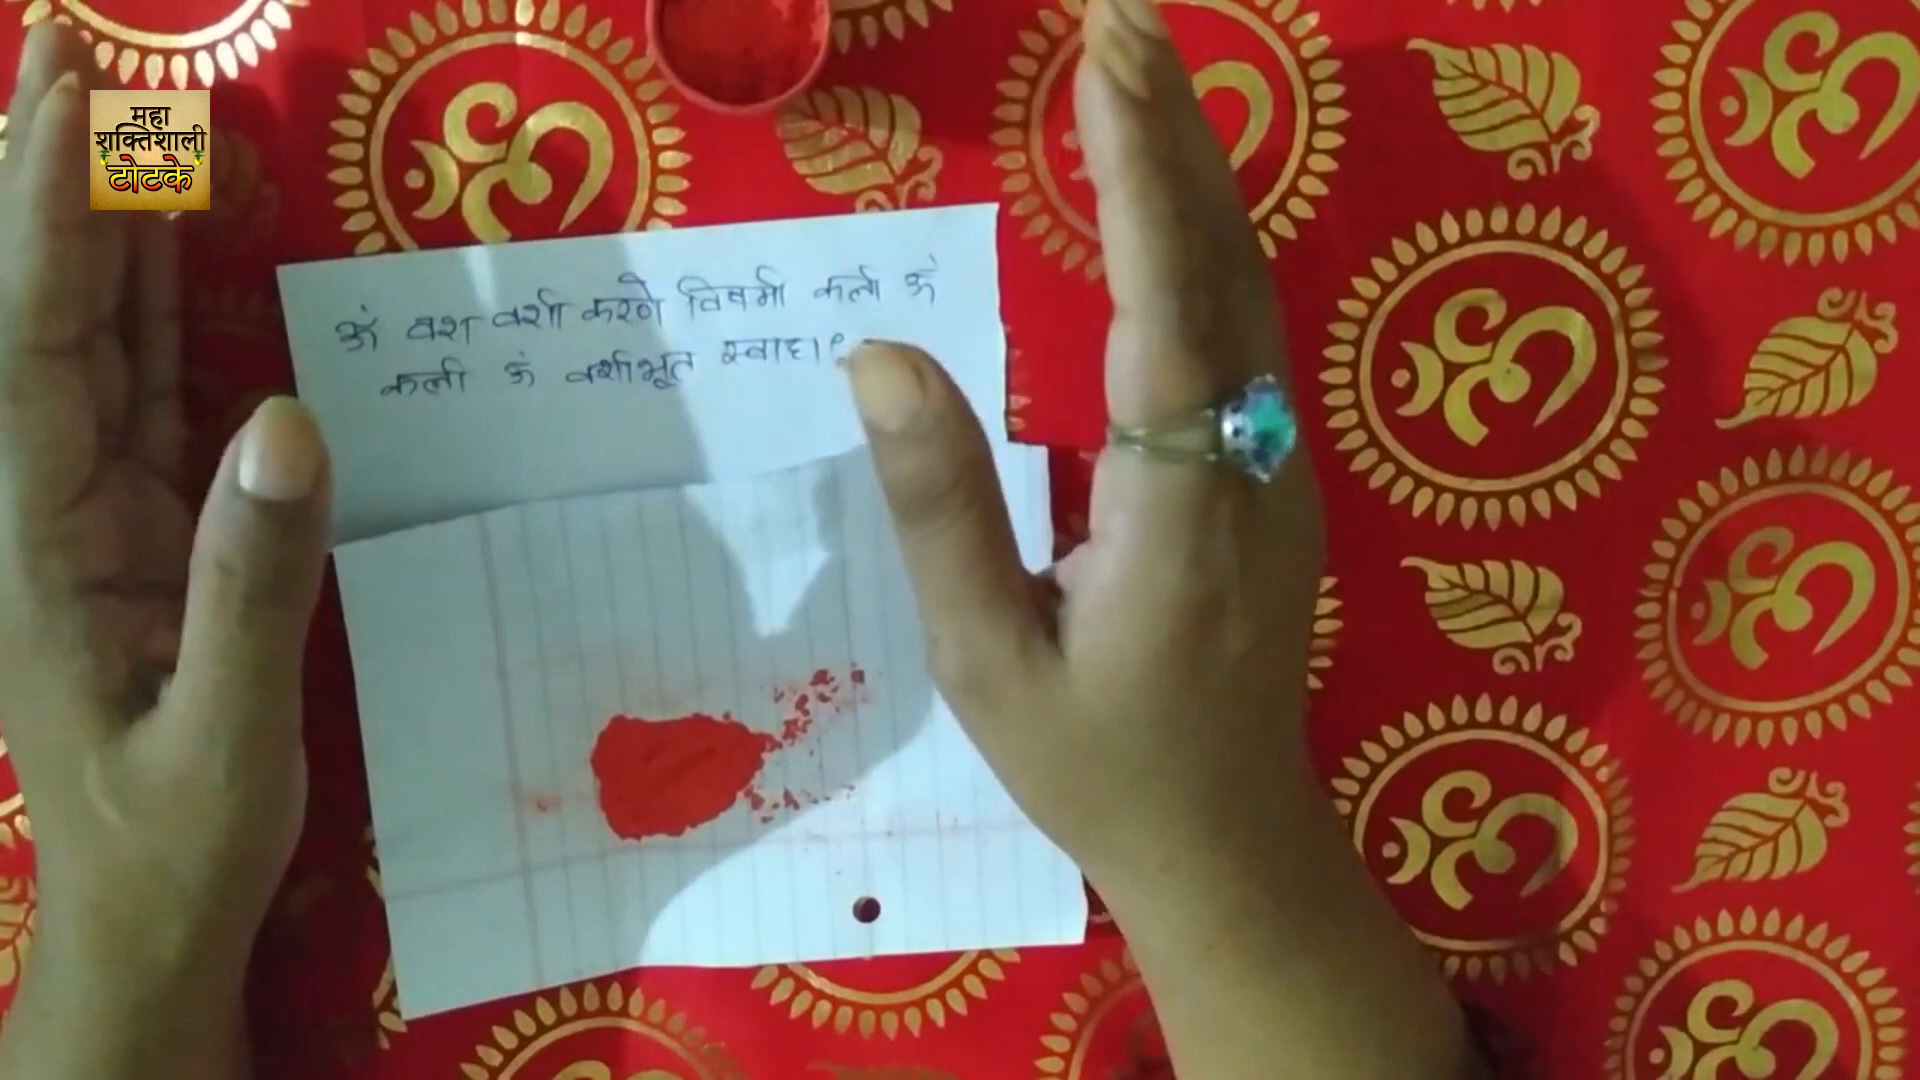 महा
शक्तिशाली
टोटके
ॐ वश वशी करणे विषमी कली ॐ
कली ॐ वशीभूत स्वाहा